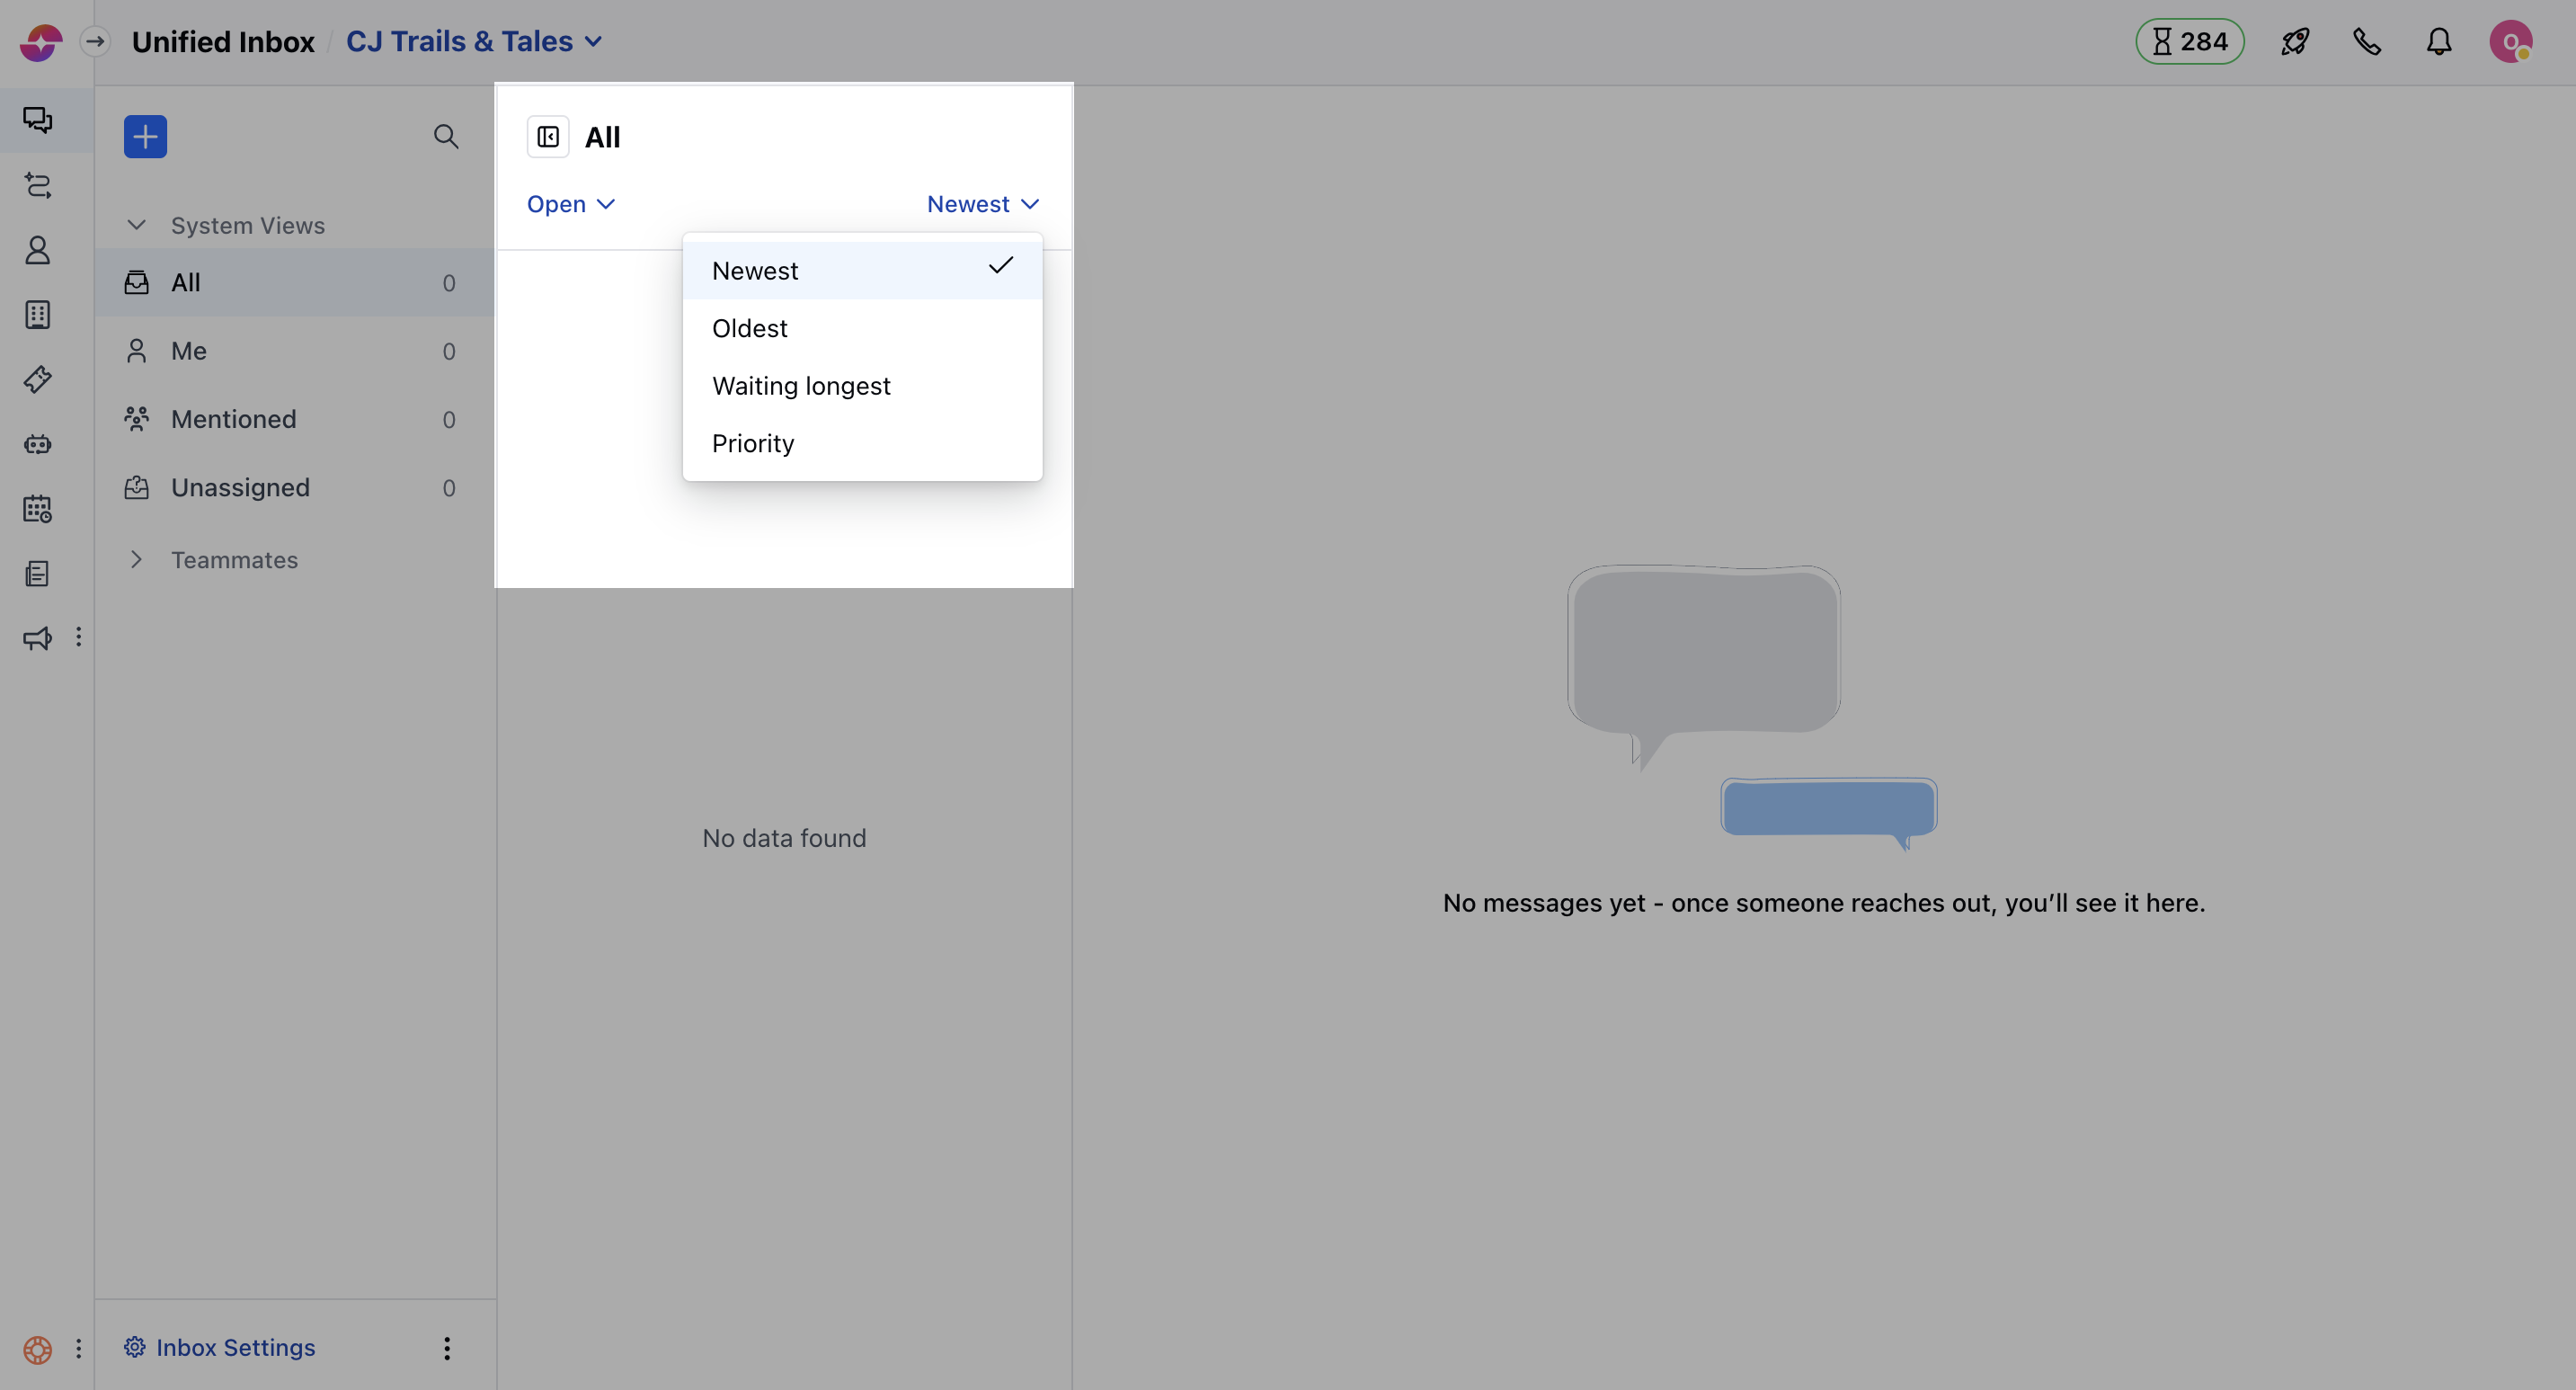 Unified Inbox / CJ Trails & Tales
284
O
All
Open
Newest
System Views
All 0
Me 0
Mentioned 0
Unassigned 0
Teammates
Newest
Oldest
Waiting longest
Priority
No data found
No messages yet - once someone reaches out, you’ll see it here.
Inbox Settings